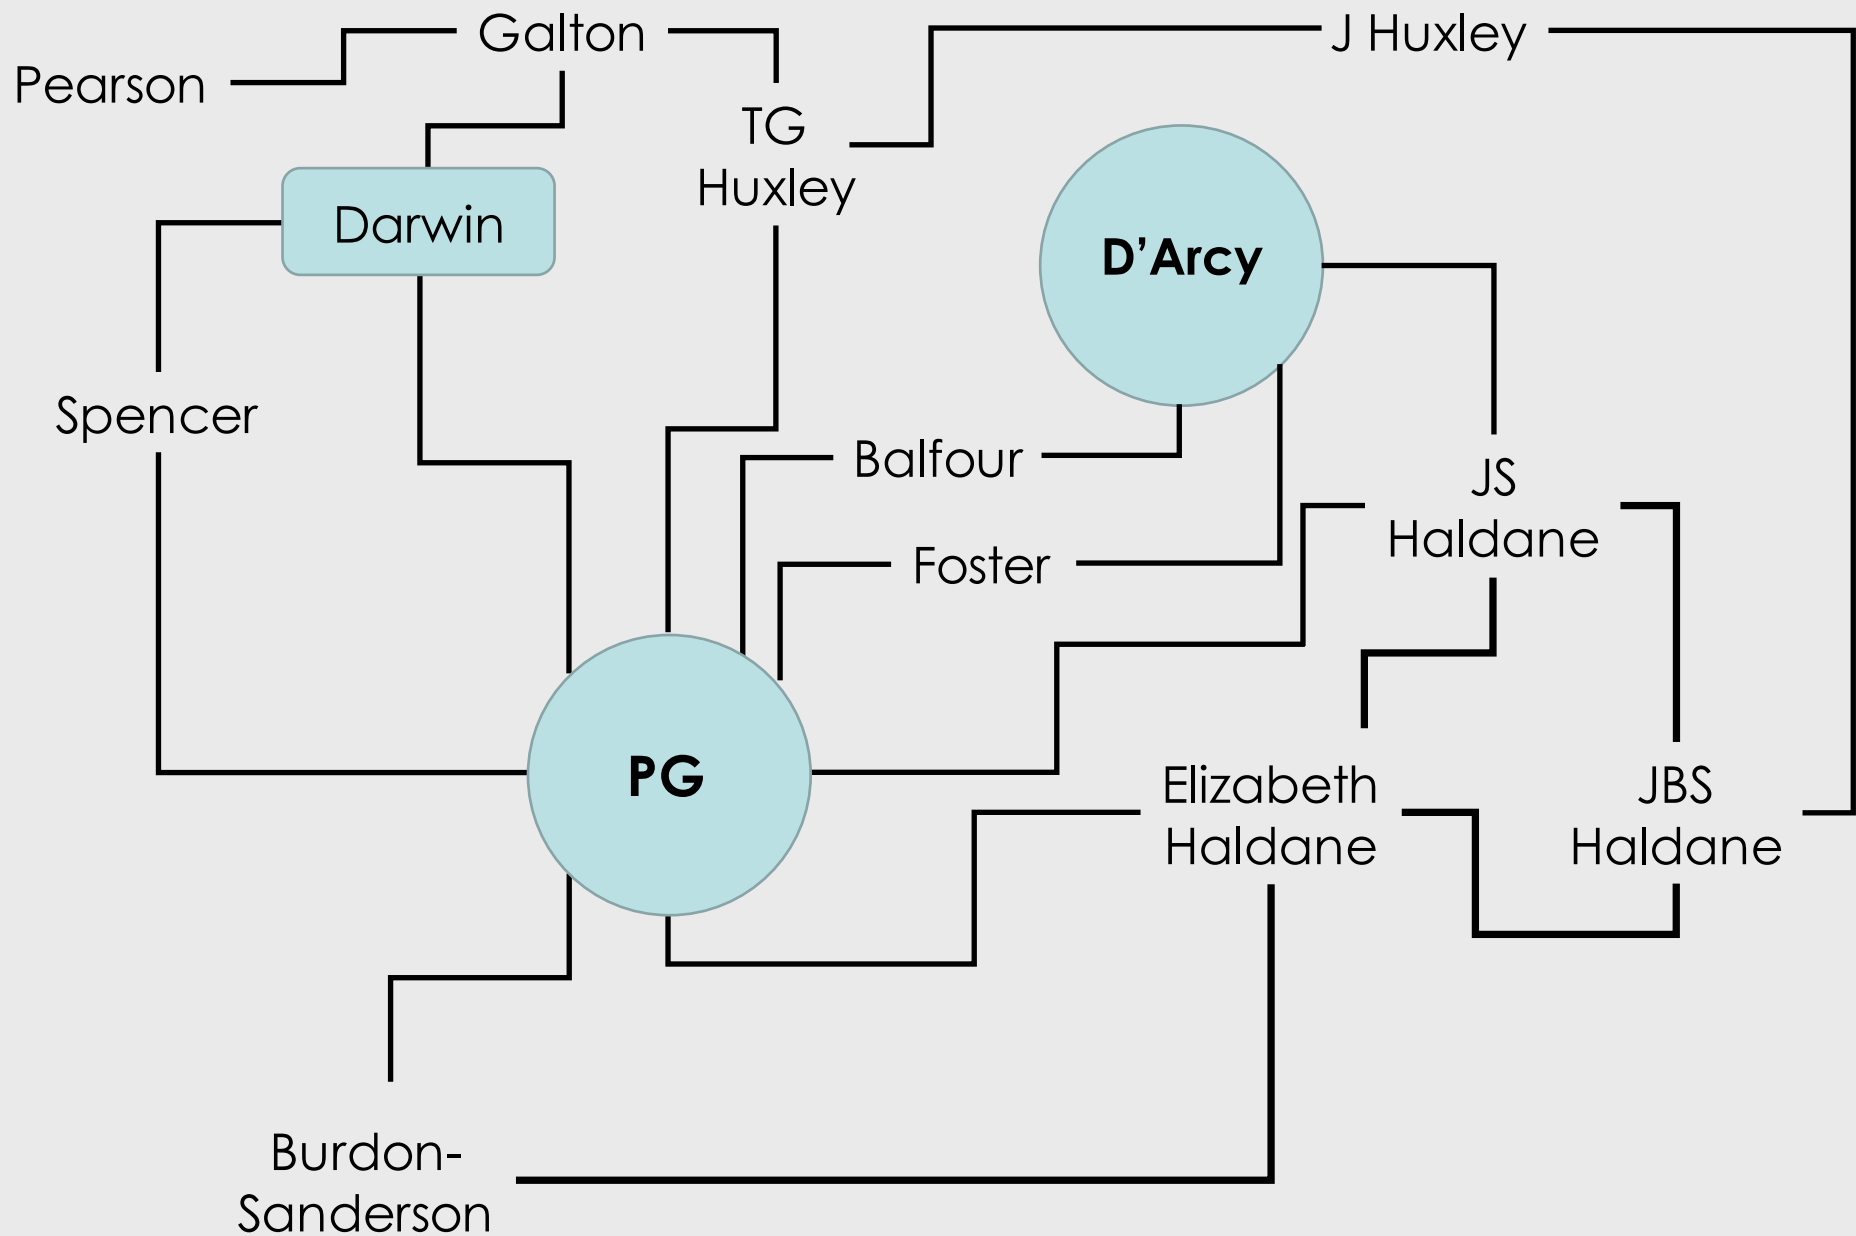 Galton
J Huxley
Pearson
TG
Huxley
Darwin
D'Arcy
Spencer
Balfour
JS
Haldane
Foster
PG
Elizabeth
Haldane
JBS
Haldane
Burdon-
Sanderson